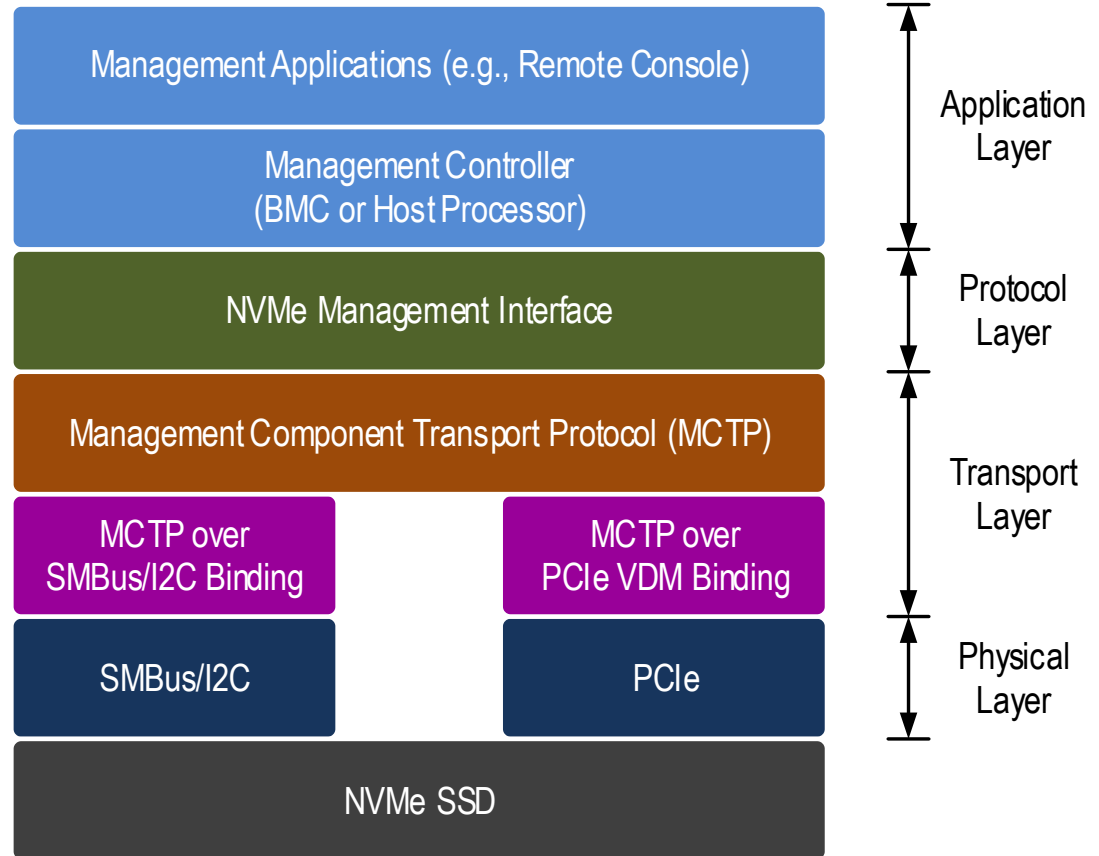 Management Applications (e.g., Remote Console)
Management Controller
(BMC or Host Processor)
Application
Layer
NVMe Management Interface
Protocol
Layer
Management Component Transport Protocol (MCTP)
MCTP over
SMBus/I2C Binding
MCTP over
PCIe VDM Binding
Transport
Layer
SMBus/I2C
PCIe
Physical
Layer
NVMe SSD